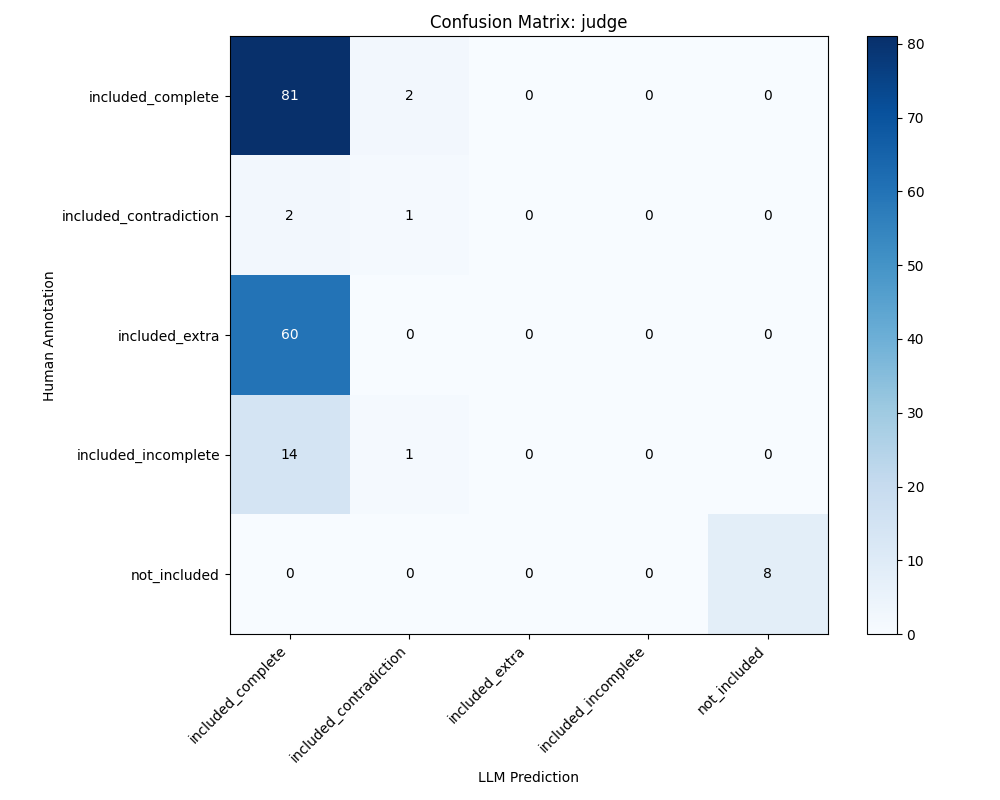 Confusion Matrix: judge
included_complete
81 2 0 0 0
included_contradiction
2 1 0 0 0
included_extra
60 0 0 0 0
included_incomplete
14 1 0 0 0
not_included
0 0 0 0 8
Human Annotation
included_complete
included_contradiction
included_extra
included_incomplete
not_included
LLM Prediction
80
70
60
50
40
30
20
10
0